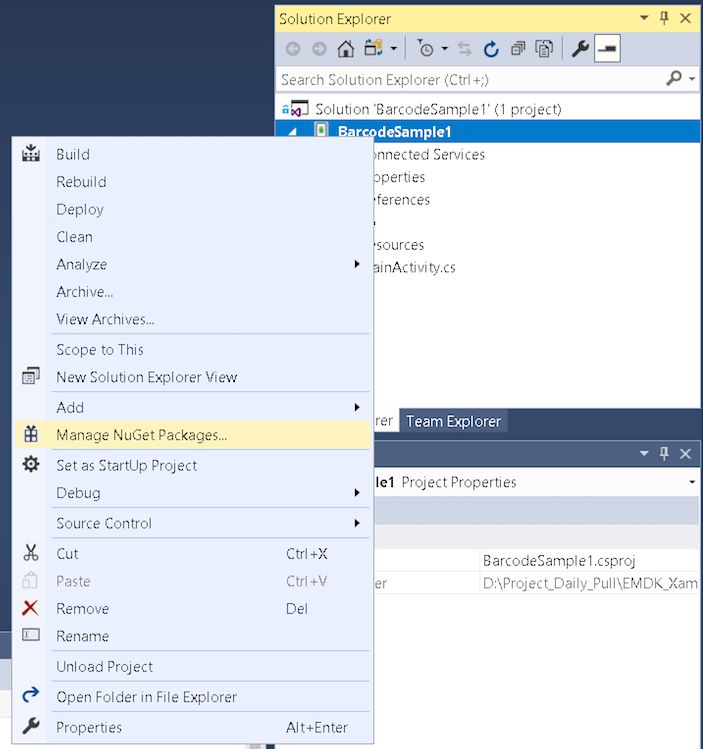 Solution Explorer
Search Solution Explorer (Ctrl+;)
Solution 'BarcodeSample1' (1 project)
BarcodeSample1
onnected Services
operties
ferences
sources
ainActivity.cs
Build
Rebuild
Deploy
Clean
Analyze
Archive...
View Archives...
Scope to This
New Solution Explorer View
Add
Manage NuGet Packages...
Set as StartUp Project
Debug
Source Control
Cut Ctrl+X
Paste Ctrl+V
Remove Del
Rename
Unload Project
Open Folder in File Explorer
Properties Alt+Enter
rer Team Explorer
le1 Project Properties
BarcodeSample1.csproj
er D:\Project_Daily_Pull\EMDK_Xam